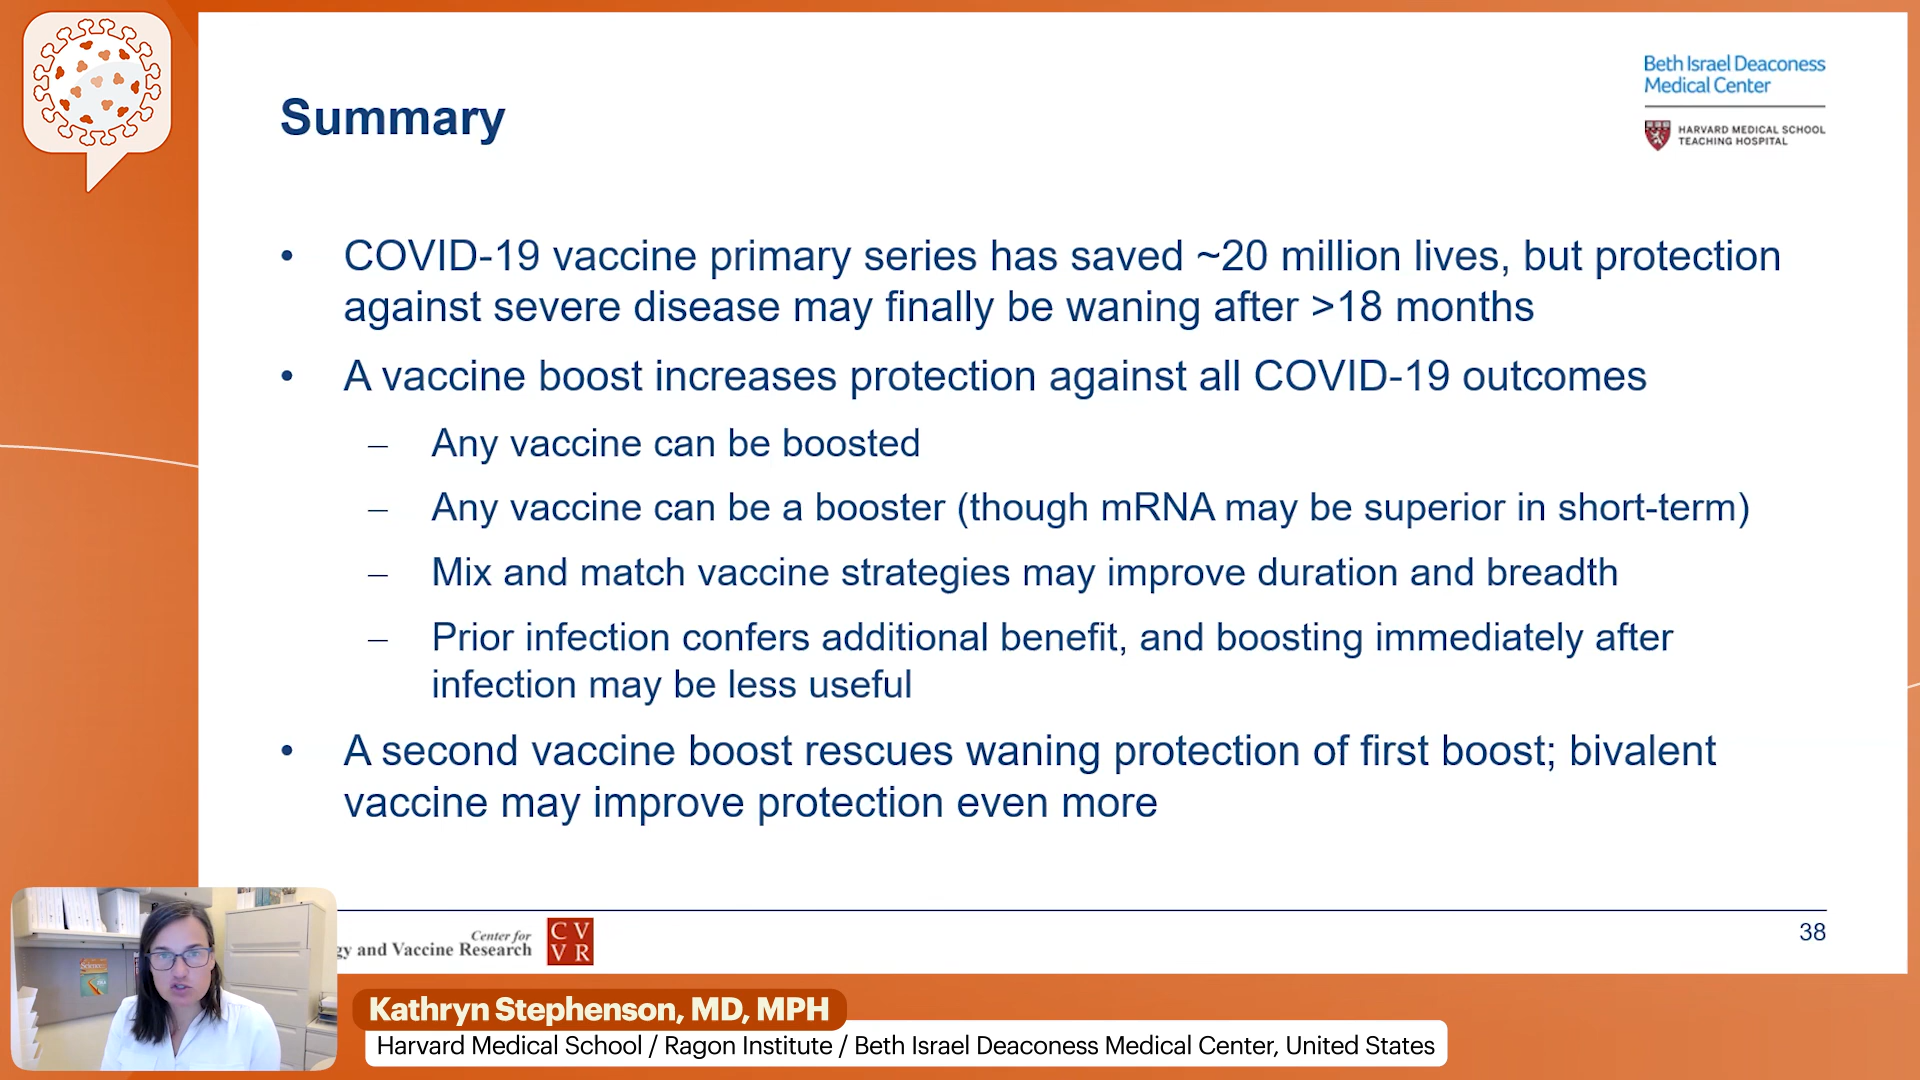 Beth Israel Deaconess
Medical Center
HARVARD MEDICAL SCHOOL
TEACHING HOSPITAL
Summary
• COVID-19 vaccine primary series has saved ~20 million lives, but protection
against severe disease may finally be waning after >18 months
• A vaccine boost increases protection against all COVID-19 outcomes
– Any vaccine can be boosted
– Any vaccine can be a booster (though mRNA may be superior in short-term)
– Mix and match vaccine strategies may improve duration and breadth
– Prior infection confers additional benefit, and boosting immediately after
infection may be less useful
• A second vaccine boost rescues waning protection of first boost; bivalent
vaccine may improve protection even more
Center for
gy and Vaccine Research
CV
VR
38
Science
Kathryn Stephenson, MD, MPH
Harvard Medical School / Ragon Institute / Beth Israel Deaconess Medical Center, United States